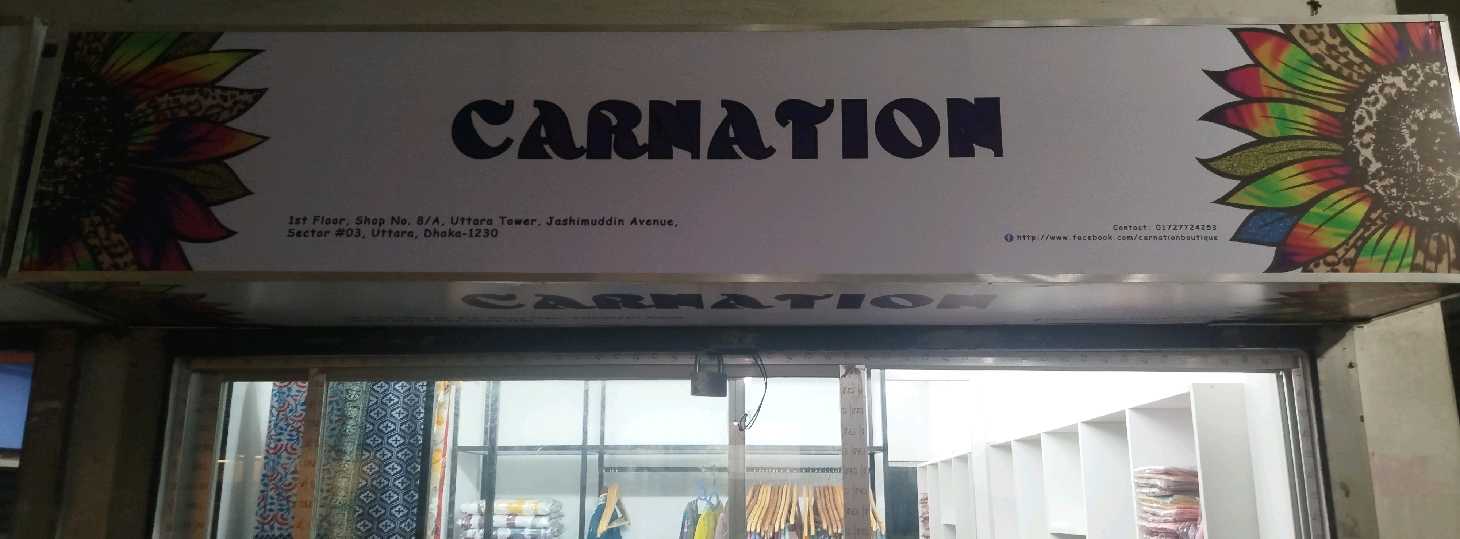 CARNATION
1st Floor, Shop No. 8/A, Uttara Tower, Jashimuddin Avenue,
Sector #03, Uttara, Dhaka-1230
Contact: 01727724253
http://www.facebook.com/carnationboutique
CARNATION